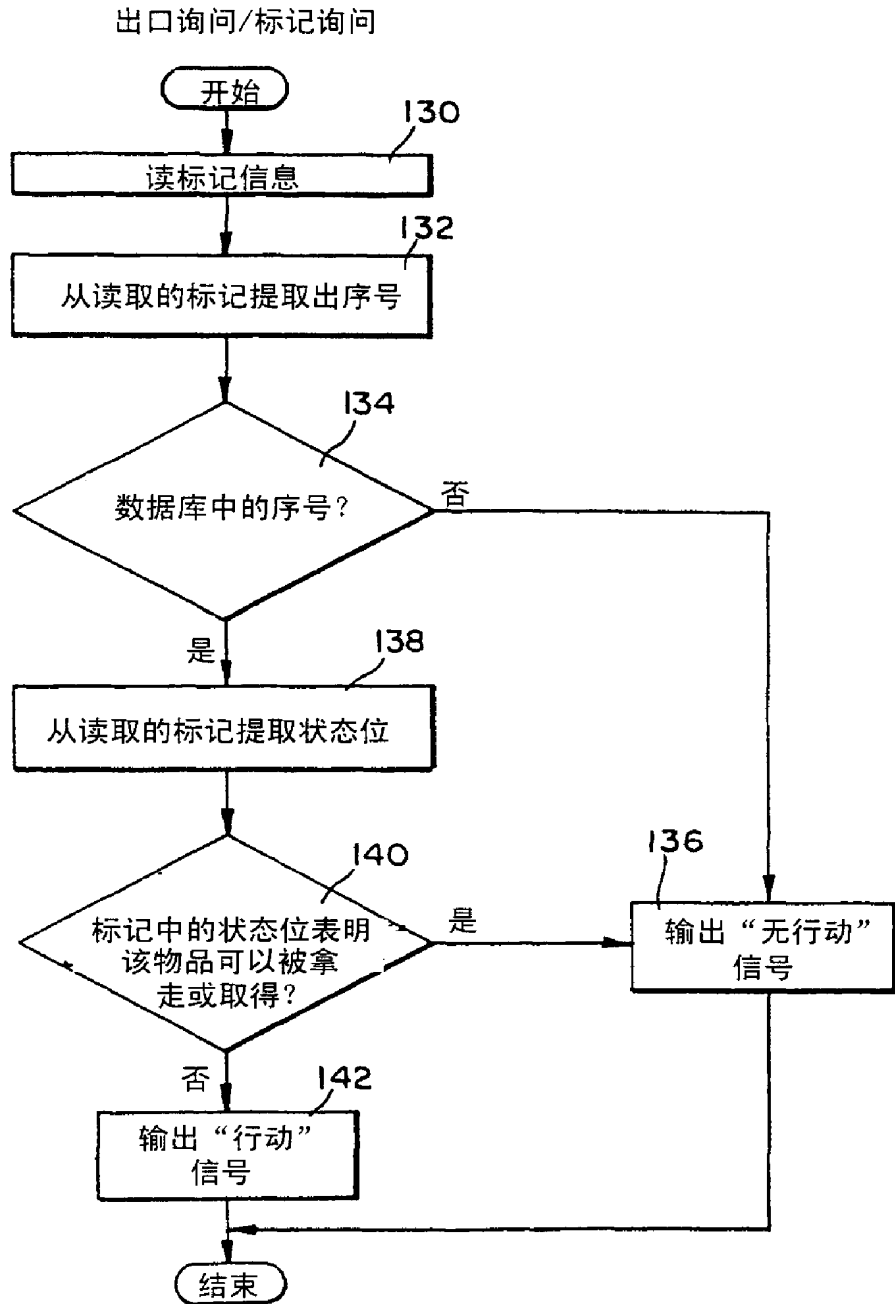 出口询问/标记询问
开始
130
读标记信息
132
从读取的标记提取出序号
134
数据库中的序号?
否
是
138
从读取的标记提取状态位
140
标记中的状态位表明
该物品可以被拿
走或取得?
是
136
输出“无行动”
信号
否
142
输出“行动”
信号
结束